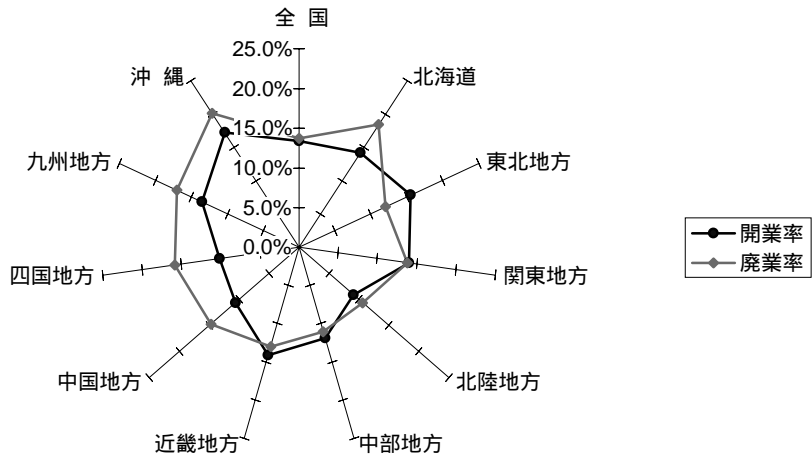 全 国
25.0%
20.0%
15.0%
10.0%
5.0%
0.0%
北海道
東北地方
関東地方
北陸地方
中部地方
近畿地方
中国地方
四国地方
九州地方
沖 縄
開業率
廃業率